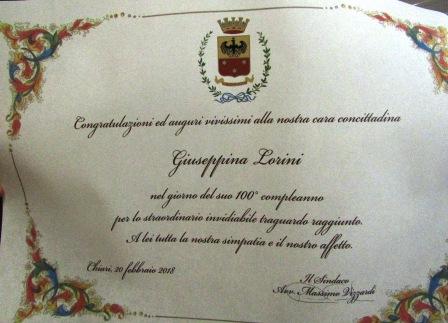 Congratulazioni ed auguri vivissimi alla nostra cara concittadina
Giuseppina Lorini
nel giorno del suo 100° compleanno
per lo straordinario invidiabile traguardo raggiunto.
A lei tutta la nostra simpatia e il nostro affetto.
Chiari, 20 febbraio 2018
Il Sindaco
Avv. Massimo Vizzardi